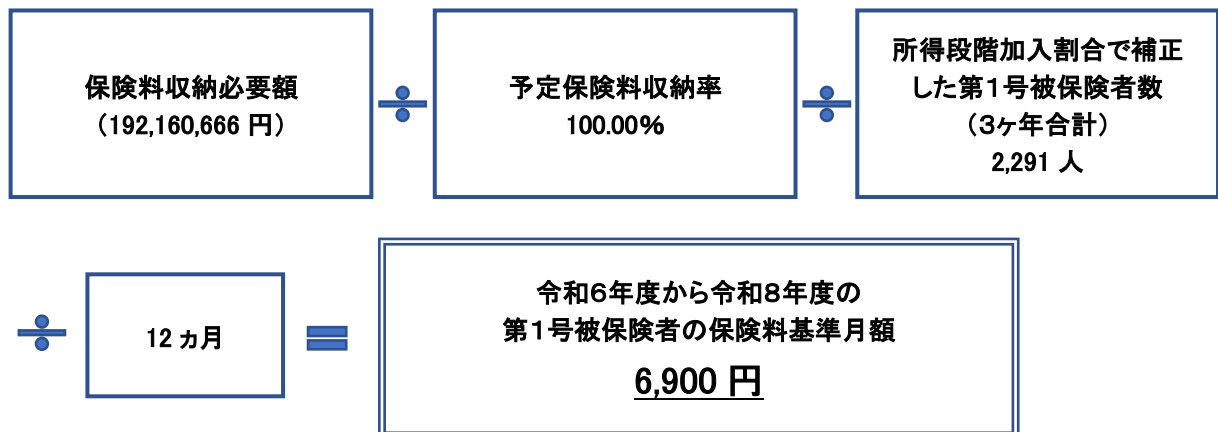 保険料収納必要額
（192,160,666 円）
÷
予定保険料収納率
100.00％
÷
所得段階加入割合で補正
した第１号被保険者数
（３ヶ年合計）
2,291 人
÷
12 ヵ月
=
令和６年度から令和８年度の
第１号被保険者の保険料基準月額
6,900 円